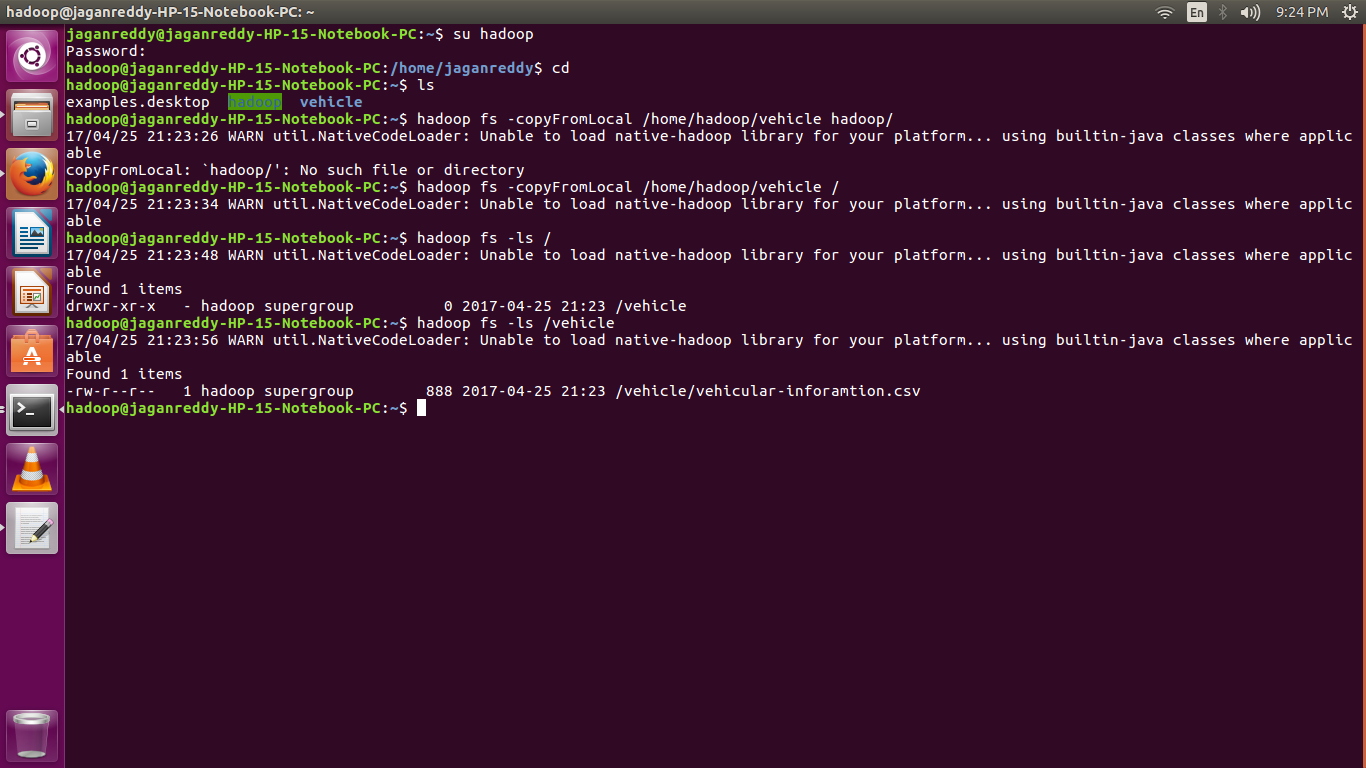 hadoop@jaganreddy-HP-15-Notebook-PC: ~
En
9:24 PM
jaganreddy@jaganreddy-HP-15-Notebook-PC:~$ su hadoop
Password:
hadoop@jaganreddy-HP-15-Notebook-PC:/home/jaganreddy$ cd
hadoop@jaganreddy-HP-15-Notebook-PC:~$ ls
examples.desktop  hadoop  vehicle
hadoop@jaganreddy-HP-15-Notebook-PC:~$ hadoop fs -copyFromLocal /home/hadoop/vehicle hadoop/
17/04/25 21:23:26 WARN util.NativeCodeLoader: Unable to load native-hadoop library for your platform... using builtin-java classes where applic
able
copyFromLocal: `hadoop/': No such file or directory
hadoop@jaganreddy-HP-15-Notebook-PC:~$ hadoop fs -copyFromLocal /home/hadoop/vehicle /
17/04/25 21:23:34 WARN util.NativeCodeLoader: Unable to load native-hadoop library for your platform... using builtin-java classes where applic
able
hadoop@jaganreddy-HP-15-Notebook-PC:~$ hadoop fs -ls /
17/04/25 21:23:48 WARN util.NativeCodeLoader: Unable to load native-hadoop library for your platform... using builtin-java classes where applic
able
Found 1 items
drwxr-xr-x   - hadoop supergroup          0 2017-04-25 21:23 /vehicle
hadoop@jaganreddy-HP-15-Notebook-PC:~$ hadoop fs -ls /vehicle
17/04/25 21:23:56 WARN util.NativeCodeLoader: Unable to load native-hadoop library for your platform... using builtin-java classes where applic
able
Found 1 items
-rw-r--r--   1 hadoop supergroup        888 2017-04-25 21:23 /vehicle/vehicular-inforamtion.csv
hadoop@jaganreddy-HP-15-Notebook-PC:~$